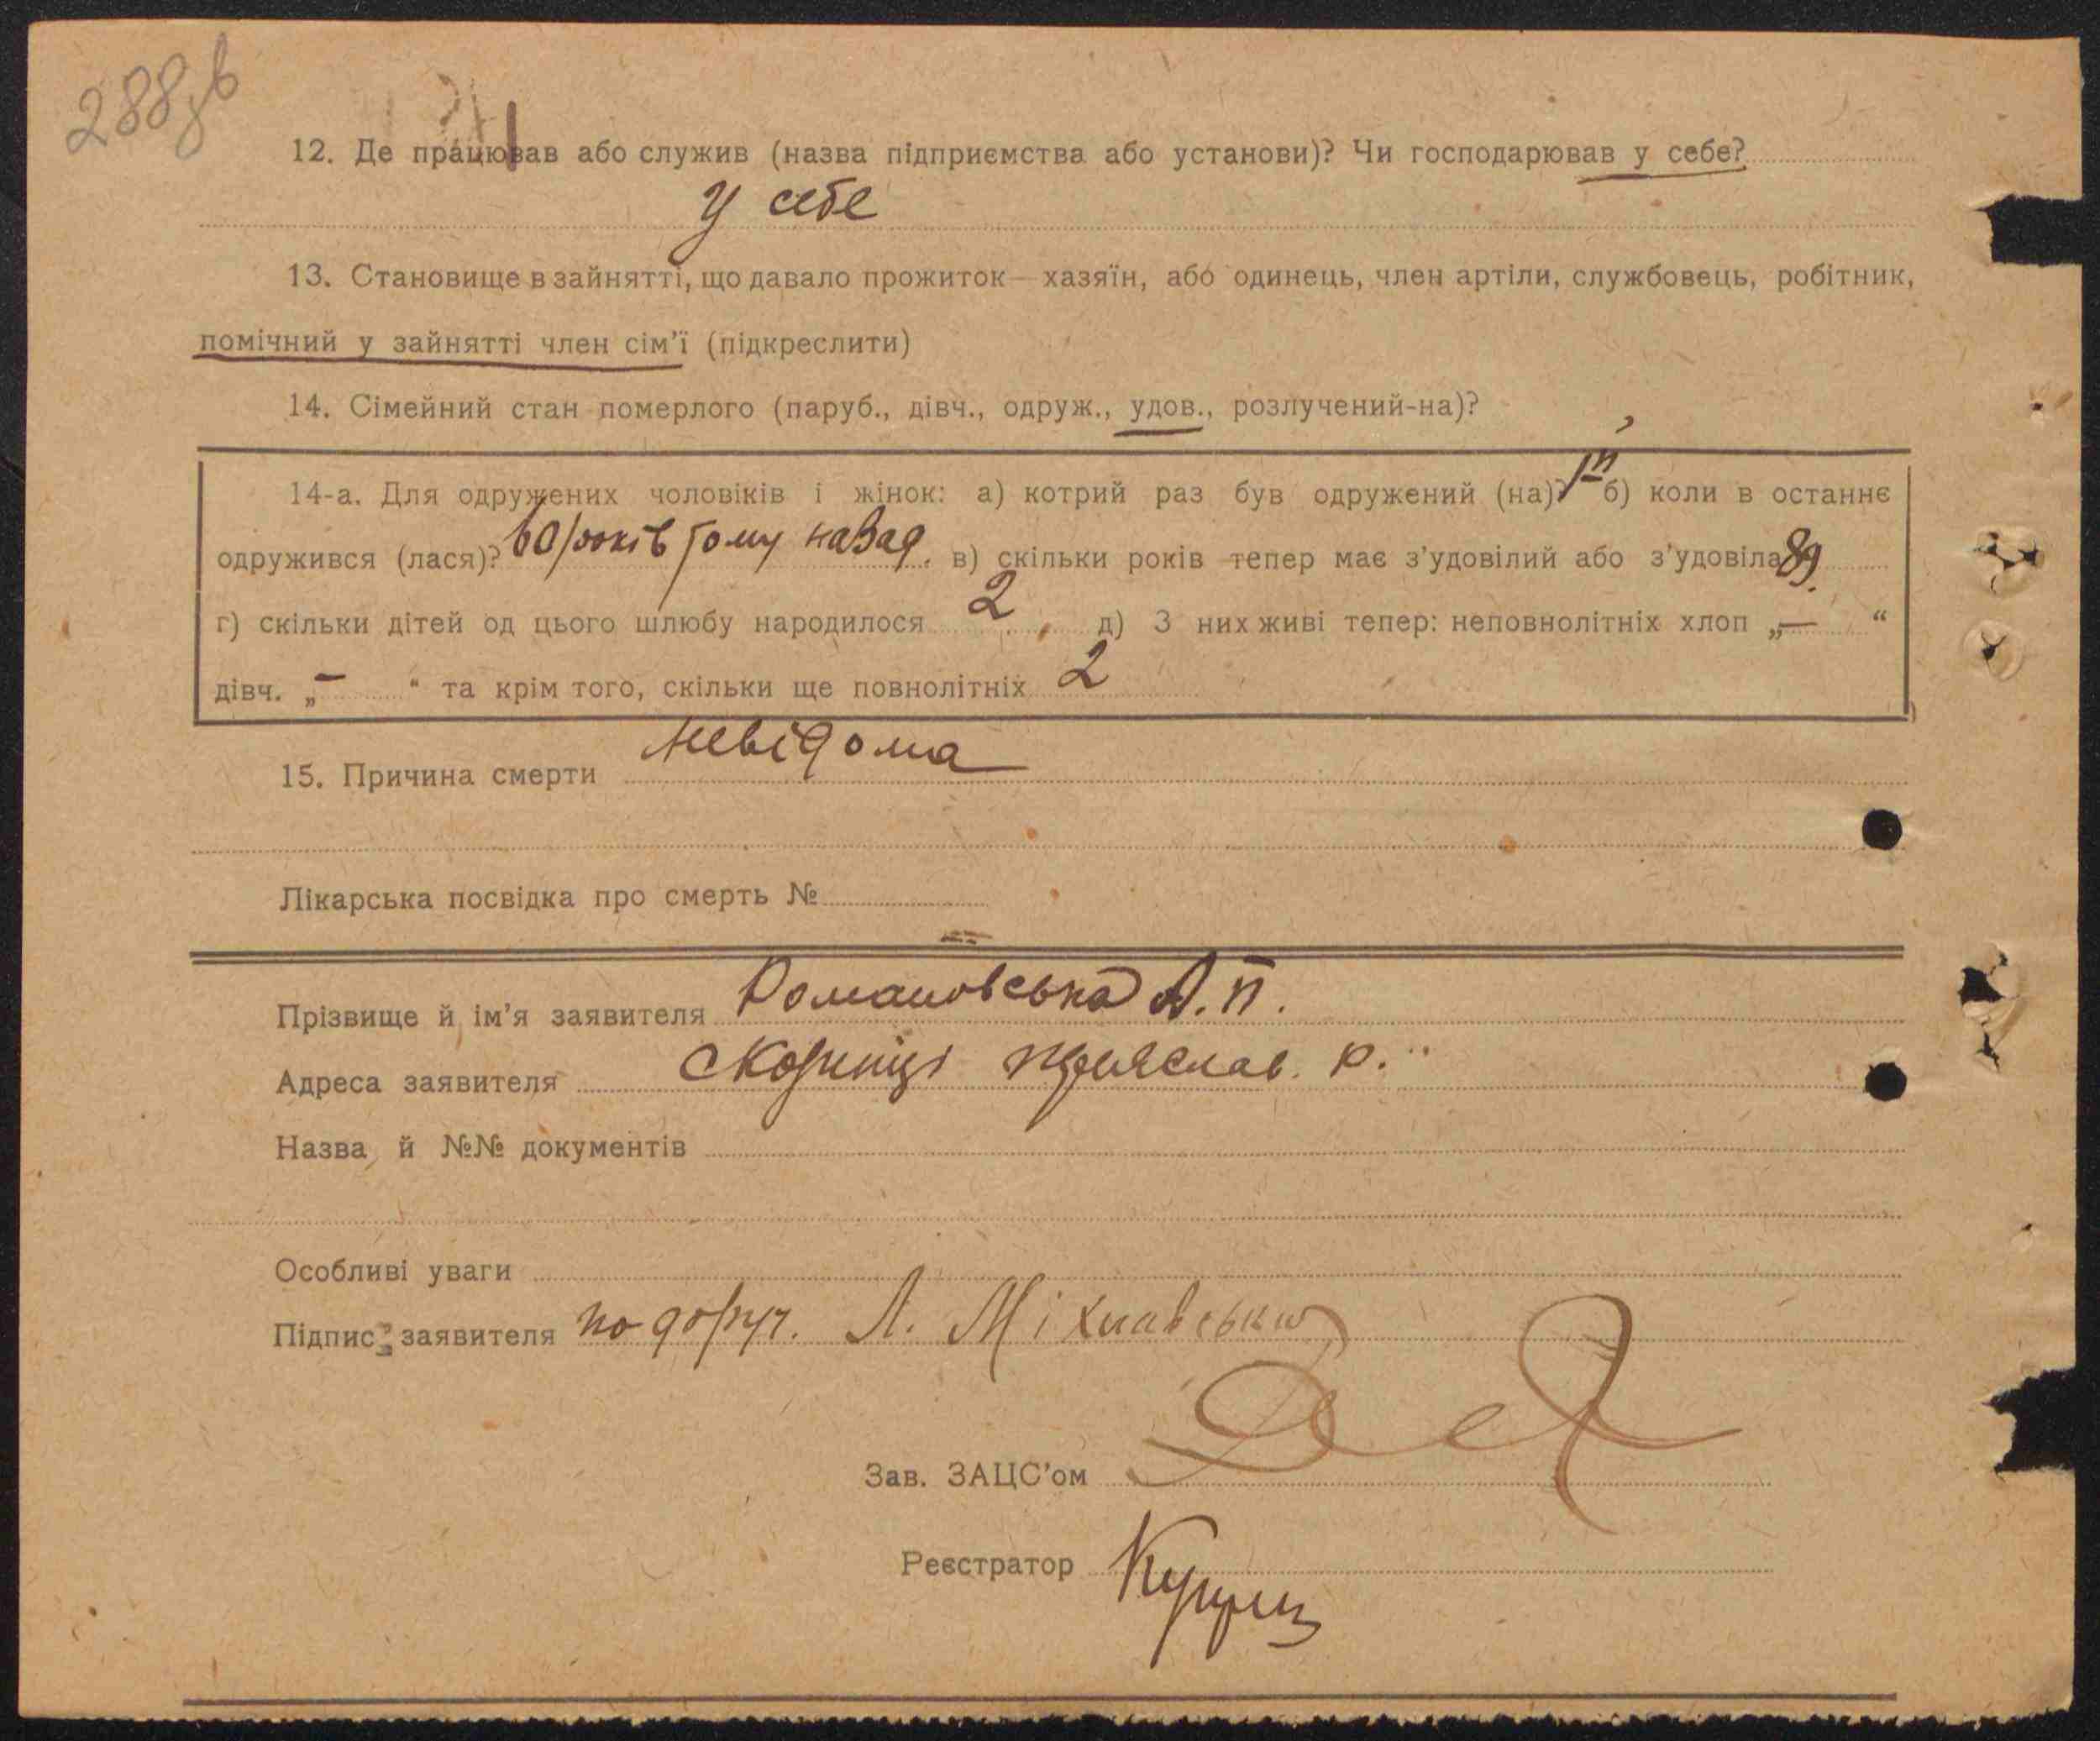 288зв
12. Де працював або служив (назва підприємства або установи)? Чи господарював у себе?
У себе
13. Становище в зайнятті, що давало прожиток — хазяїн, або одинець, член артіли, службовець, робітник,
помічний у зайнятті член сім’ї (підкреслити)
14. Сімейний стан померлого (паруб., дівч., одруж., удов., розлучений-на)?
14-а. Для одружених чоловіків і жінок: а) котрий раз був одружений (на)? 1й б) коли в останнє
одружився (лася)? 60 років тому назад. в) скільки років тепер має з’удовілий або з’удовіла 89.
г) скільки дітей од цього шлюбу народилося 2 д) З них живі тепер: неповнолітніх хлоп „—“
дівч. „—“ та крім того, скільки ще повнолітніх 2
15. Причина смерти невідома
Лікарська посвідка про смерть №
Прізвище й ім’я заявителя Романовська А. П.
Адреса заявителя Скопиці Переяслав. р.
Назва й №№ документів
Особливі уваги
Підпис заявителя по доруч. Л.
Зав. ЗАЦС’ом
Реєстратор